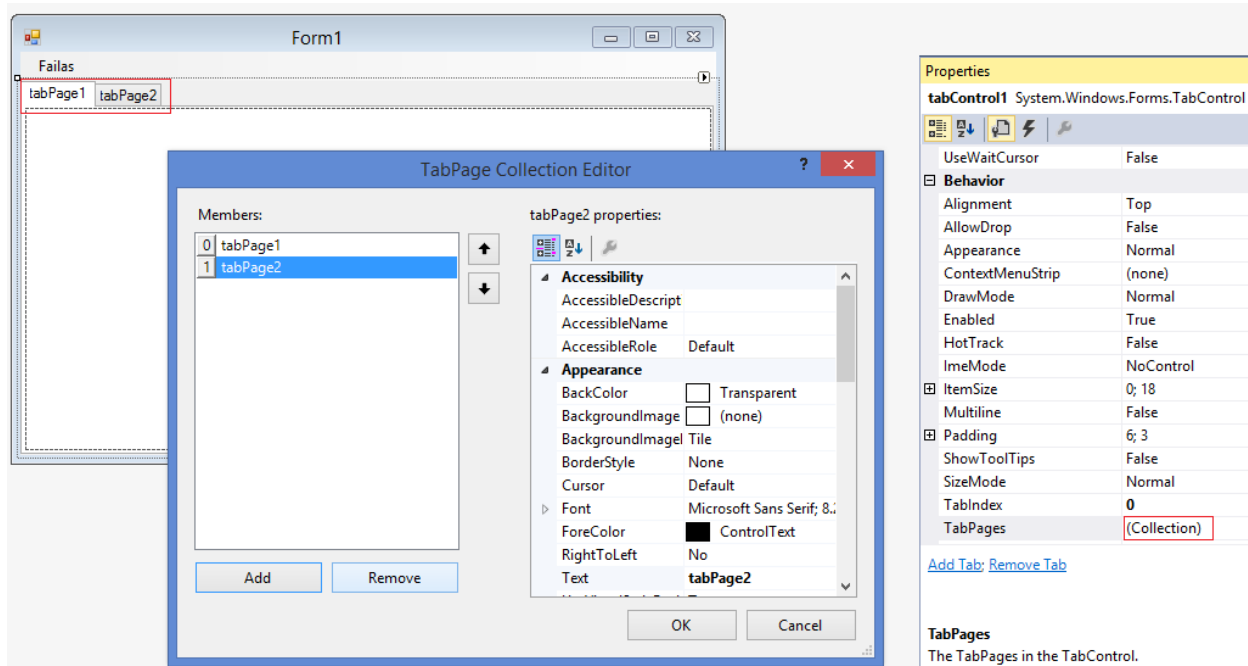 Form1
Failas
tabPage1 tabPage2
TabPage Collection Editor ?
Members:
0 tabPage1
1 tabPage2
Add Remove
tabPage2 properties:
Accessibility
AccessibleDescript
AccessibleName
AccessibleRole Default
Appearance
BackColor Transparent
BackgroundImage (none)
BackgroundImageI Tile
BorderStyle None
Cursor Default
Font Microsoft Sans Serif; 8.2
ForeColor ControlText
RightToLeft No
Text tabPage2
OK Cancel
Properties
tabControl1 System.Windows.Forms.TabControl
UseWaitCursor False
Behavior
Alignment Top
AllowDrop False
Appearance Normal
ContextMenuStrip (none)
DrawMode Normal
Enabled True
HotTrack False
ImeMode NoControl
ItemSize 0; 18
Multiline False
Padding 6; 3
ShowToolTips False
SizeMode Normal
TabIndex 0
TabPages (Collection)
Add Tab; Remove Tab
TabPages
The TabPages in the TabControl.